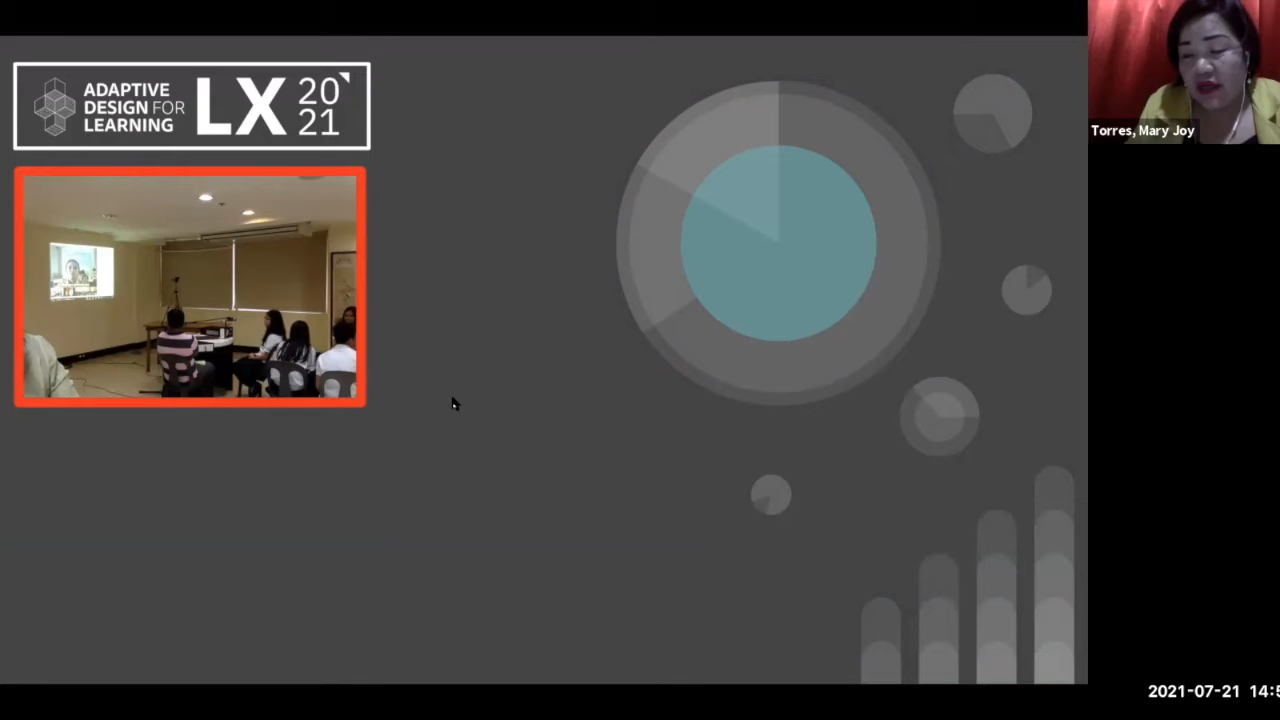 ADAPTIVE
DESIGN FOR
LEARNING
LX
20
21
Torres, Mary Joy
2021-07-21 14:5